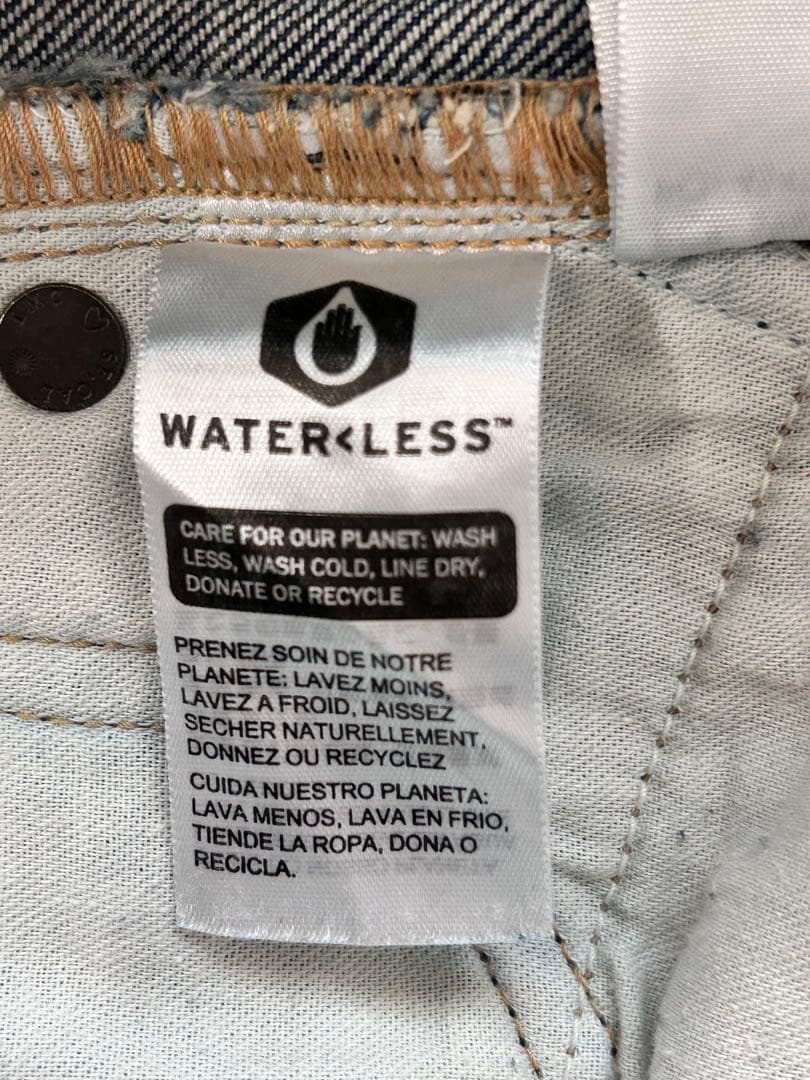 WATER<LESS™
CARE FOR OUR PLANET: WASH
LESS, WASH COLD, LINE DRY,
DONATE OR RECYCLE
PRENEZ SOIN DE NOTRE
PLANETE: LAVEZ MOINS,
LAVEZ A FROID, LAISSEZ
SECHER NATURELLEMENT,
DONNEZ OU RECYCLEZ
CUIDA NUESTRO PLANETA:
LAVA MENOS, LAVA EN FRIO,
TIENDE LA ROPA, DONA O
RECICLA.